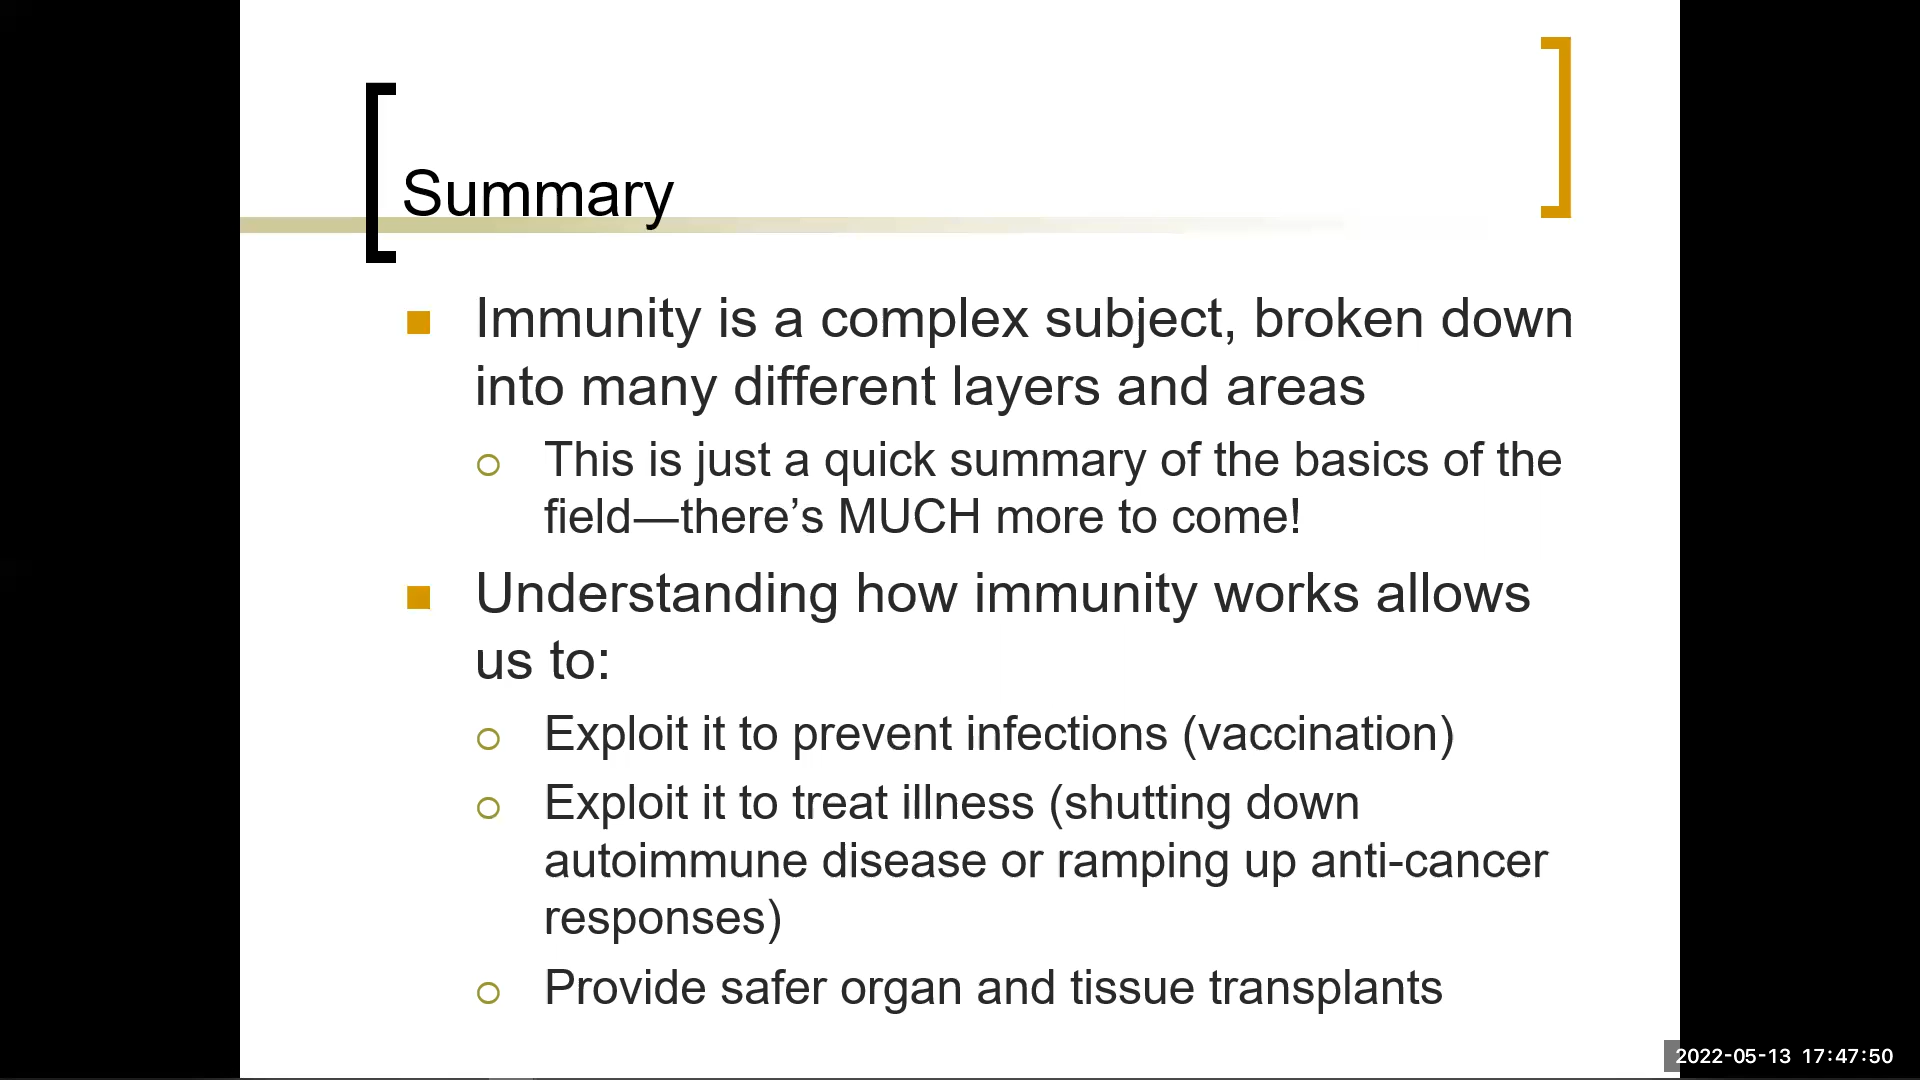 Summary
Immunity is a complex subject, broken down
into many different layers and areas
This is just a quick summary of the basics of the
field—there’s MUCH more to come!
Understanding how immunity works allows
us to:
Exploit it to prevent infections (vaccination)
Exploit it to treat illness (shutting down
autoimmune disease or ramping up anti-cancer
responses)
Provide safer organ and tissue transplants
2022-05-13 17:47:50